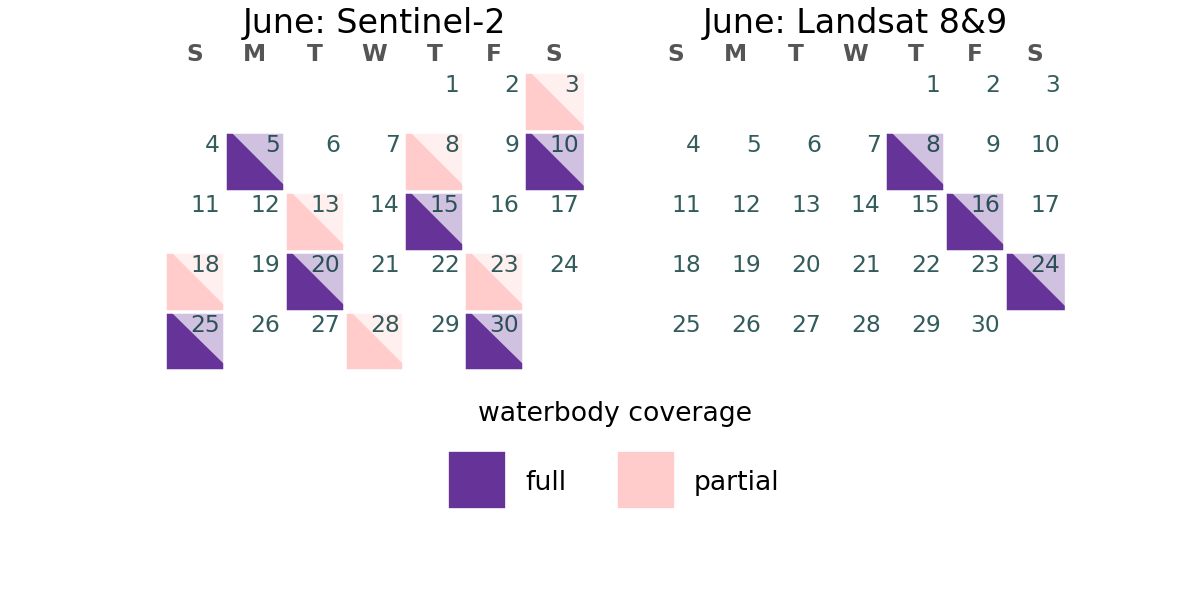 June: Sentinel-2
S M T W T F S
1 2 3
4 5 6 7 8 9 10
11 12 13 14 15 16 17
18 19 20 21 22 23 24
25 26 27 28 29 30
June: Landsat 8&9
S M T W T F S
1 2 3
4 5 6 7 8 9 10
11 12 13 14 15 16 17
18 19 20 21 22 23 24
25 26 27 28 29 30
waterbody coverage
full
partial